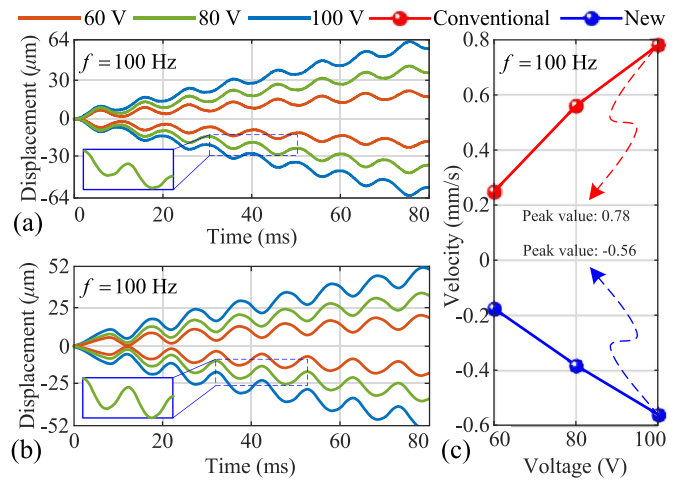 60 V 80 V 100 V Conventional New
64
30
0
-30
-64
Displacement (μm)
f = 100 Hz
0 20 40 60 80
Time (ms)
(a)
52
25
0
-25
-52
Displacement (μm)
f = 100 Hz
0 20 40 60 80
Time (ms)
(b)
0.8
0.6
0.4
0.2
0
-0.2
-0.4
-0.6
Velocity (mm/s)
f = 100 Hz
Peak value: 0.78
Peak value: -0.56
60 80 100
Voltage (V)
(c)